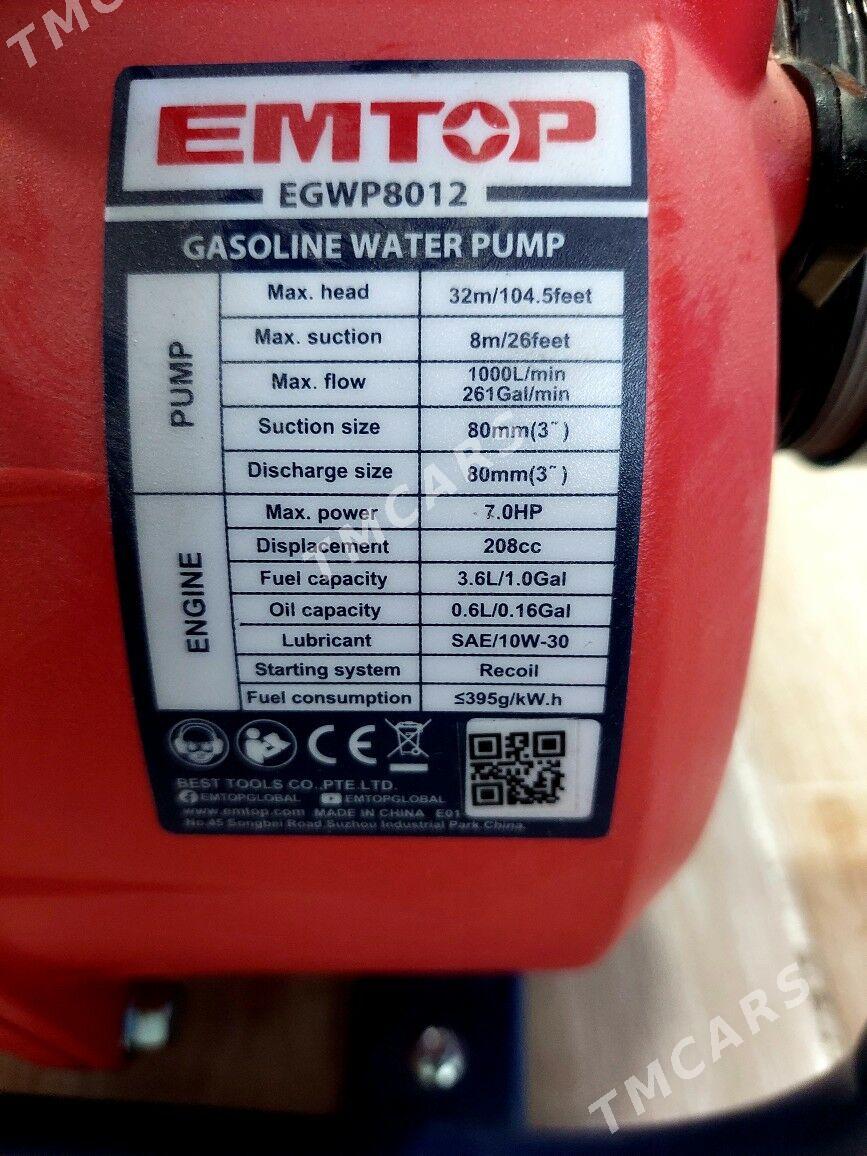 TMC
EMTOP
EGWP8012
GASOLINE WATER PUMP
PUMP
Max. head 32m/104.5feet
Max. suction 8m/26feet
Max. flow 1000L/min
261Gal/min
Suction size 80mm(3˜)
Discharge size 80mm(3˜)
ENGINE
Max. power 7.0HP
Displacement 208cc
Fuel capacity 3.6L/1.0Gal
Oil capacity 0.6L/0.16Gal
Lubricant SAE/10W-30
Starting system Recoil
Fuel consumption ≤395g/kW.h
CE
BEST TOOLS CO.,PTE.LTD.
EMTOPGLOBAL EMTOPGLOBAL
www.emtop.com MADE IN CHINA E01
No.45 Songbei Road Suzhou Industrial Park China.
TMCARS
TMCARS